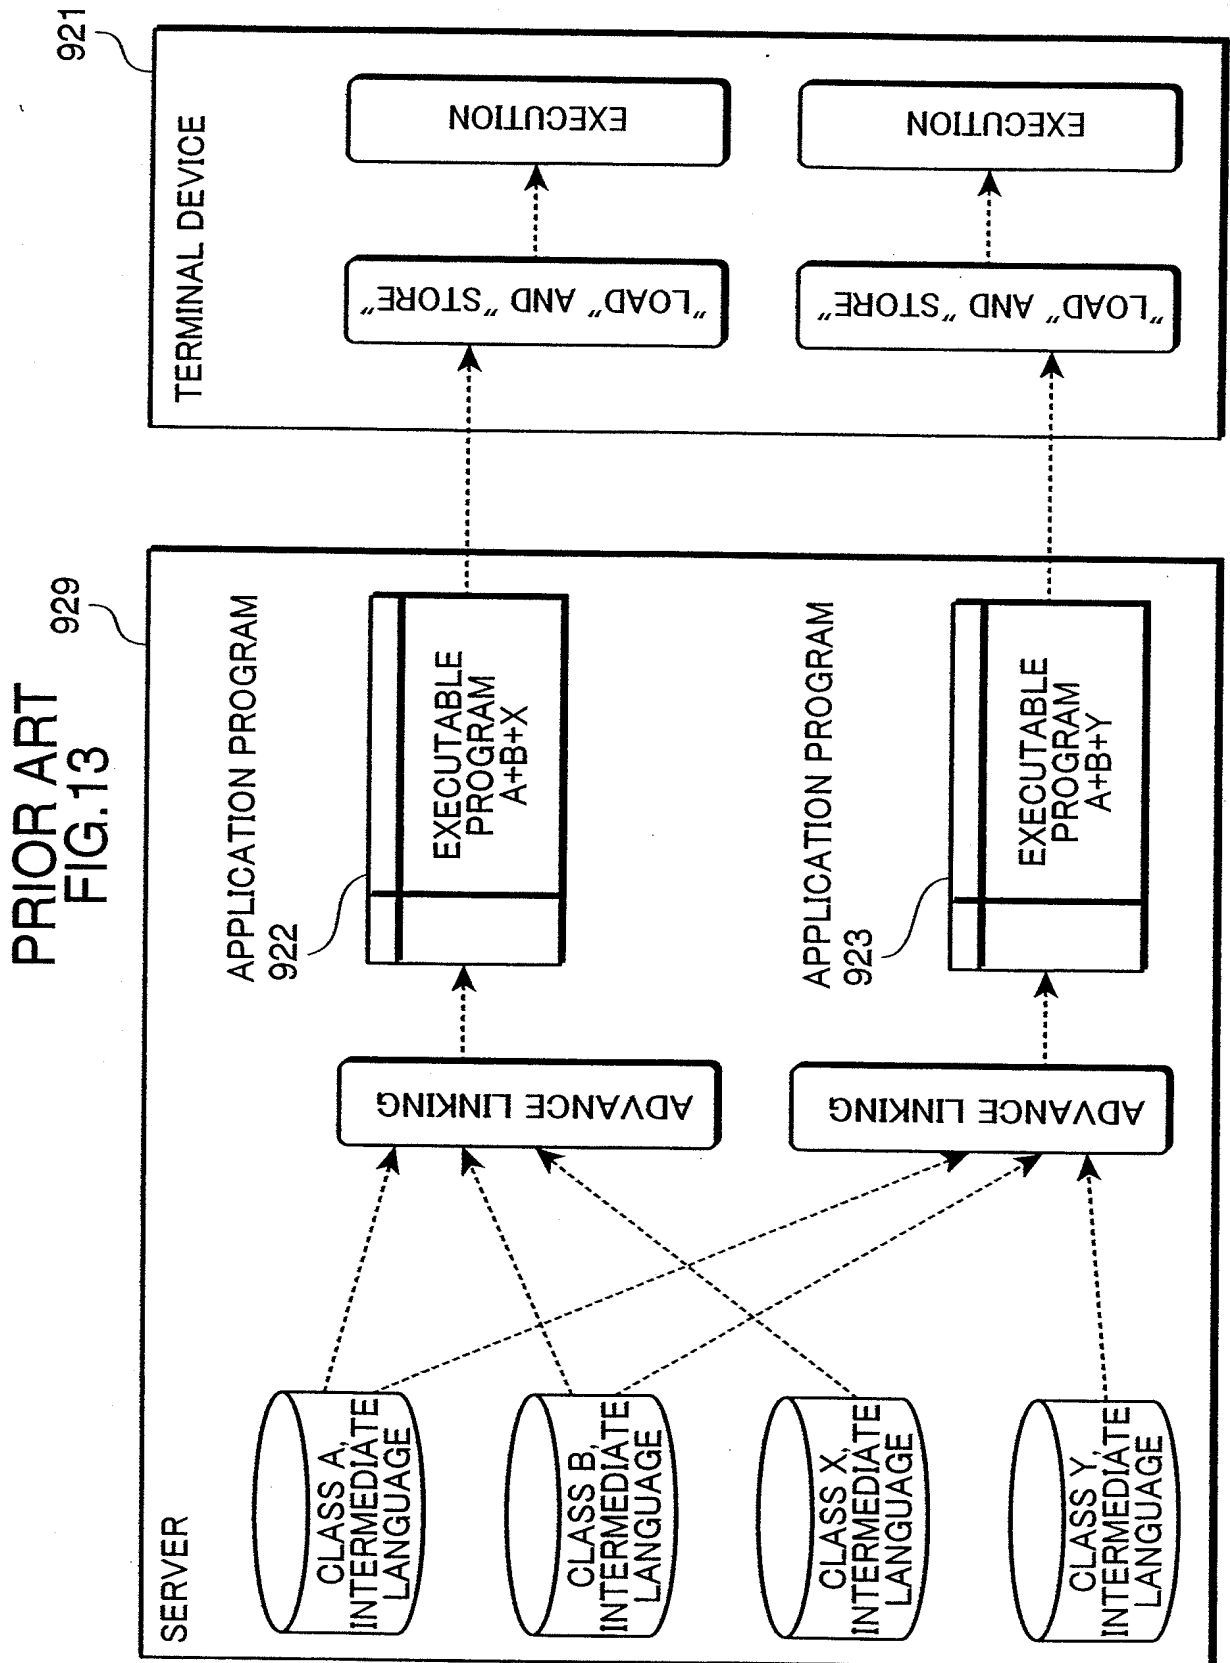 PRIOR ART
FIG.13
929
921
SERVER
CLASS A,
INTERMEDIATE
LANGUAGE
CLASS B,
INTERMEDIATE
LANGUAGE
CLASS X,
INTERMEDIATE
LANGUAGE
CLASS Y,
INTERMEDIATE
LANGUAGE
ADVANCE LINKING
ADVANCE LINKING
APPLICATION PROGRAM
922
EXECUTABLE
PROGRAM
A+B+X
APPLICATION PROGRAM
923
EXECUTABLE
PROGRAM
A+B+Y
TERMINAL DEVICE
"LOAD" AND "STORE"
EXECUTION
"LOAD" AND "STORE"
EXECUTION